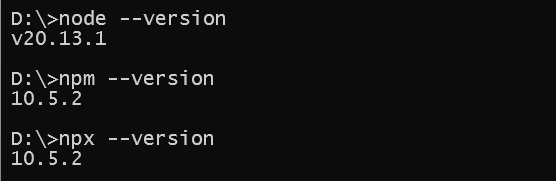 D:\>node --version
v20.13.1
D:\>npm --version
10.5.2
D:\>npx --version
10.5.2